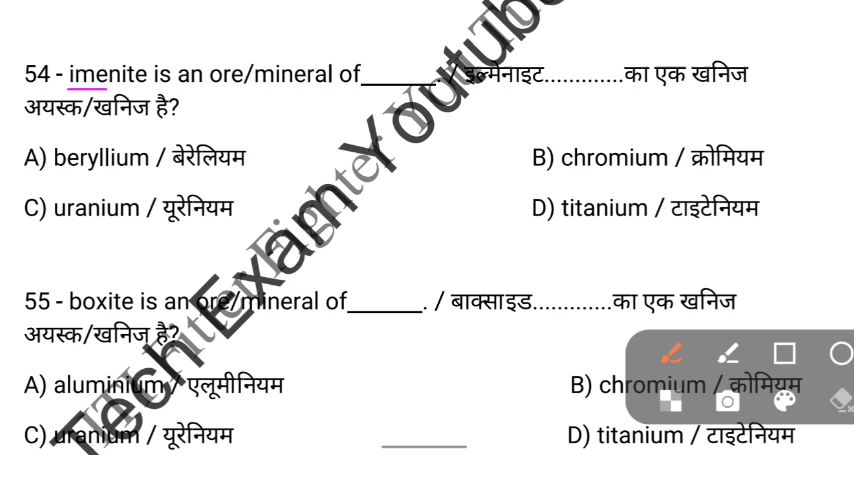 54 - imenite is an ore/mineral of______. / इल्मेनाइट.............का एक खनिज
अयस्क/खनिज है?
A) beryllium / बेरेलियम
B) chromium / क्रोमियम
C) uranium / यूरेनियम
D) titanium / टाइटेनियम
55 - boxite is an ore/mineral of______. / बाक्साइड.............का एक खनिज
अयस्क/खनिज है?
A) aluminium / एलूमीनियम
B) chromium / क्रोमियम
C) uranium / यूरेनियम
D) titanium / टाइटेनियम
Tech Exam Youtube